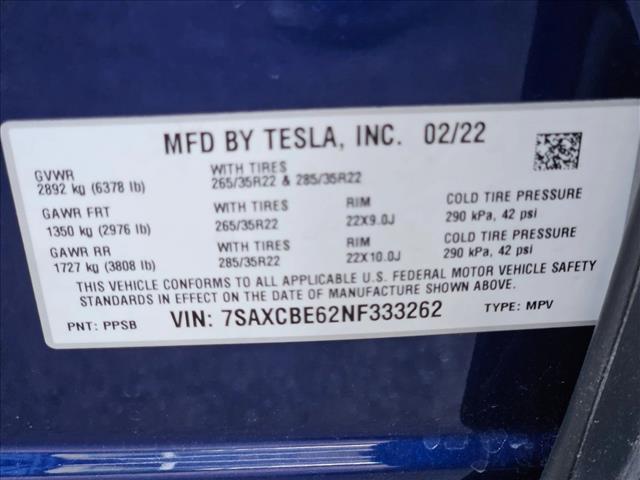 MFD BY TESLA, INC. 02/22
GVWR WITH TIRES
2892 kg (6378 lb) 265/35R22 & 285/35R22
GAWR FRT WITH TIRES RIM COLD TIRE PRESSURE
1350 kg (2976 lb) 265/35R22 22X9.0J 290 kPa, 42 psi
GAWR RR WITH TIRES RIM COLD TIRE PRESSURE
1727 kg (3808 lb) 285/35R22 22X10.0J 290 kPa, 42 psi
THIS VEHICLE CONFORMS TO ALL APPLICABLE U.S. FEDERAL MOTOR VEHICLE SAFETY
STANDARDS IN EFFECT ON THE DATE OF MANUFACTURE SHOWN ABOVE.
PNT: PPSB VIN: 7SAXCBE62NF333262 TYPE: MPV